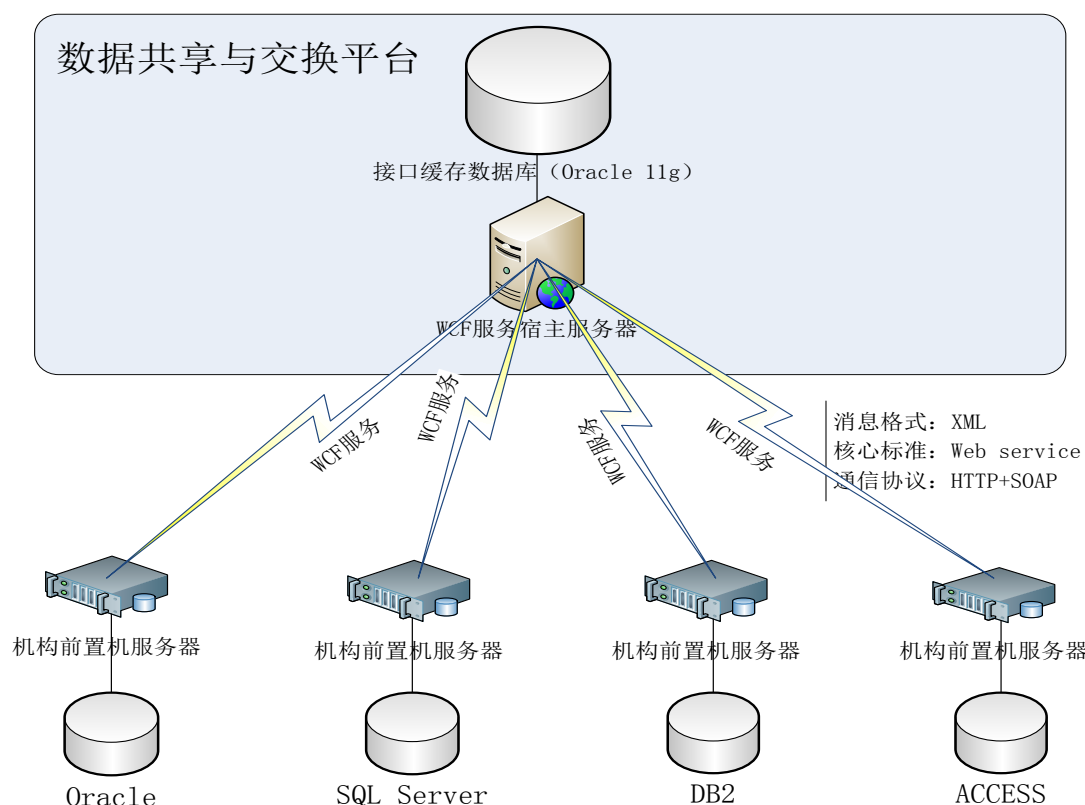 数据共享与交换平台
接口缓存数据库（Oracle 11g）
WCF服务宿主服务器
WCF服务
WCF服务
WCF服务
WCF服务
消息格式：XML
核心标准：Web service
通信协议：HTTP+SOAP
机构前置机服务器
机构前置机服务器
机构前置机服务器
机构前置机服务器
Oracle
SQL Server
DB2
ACCESS